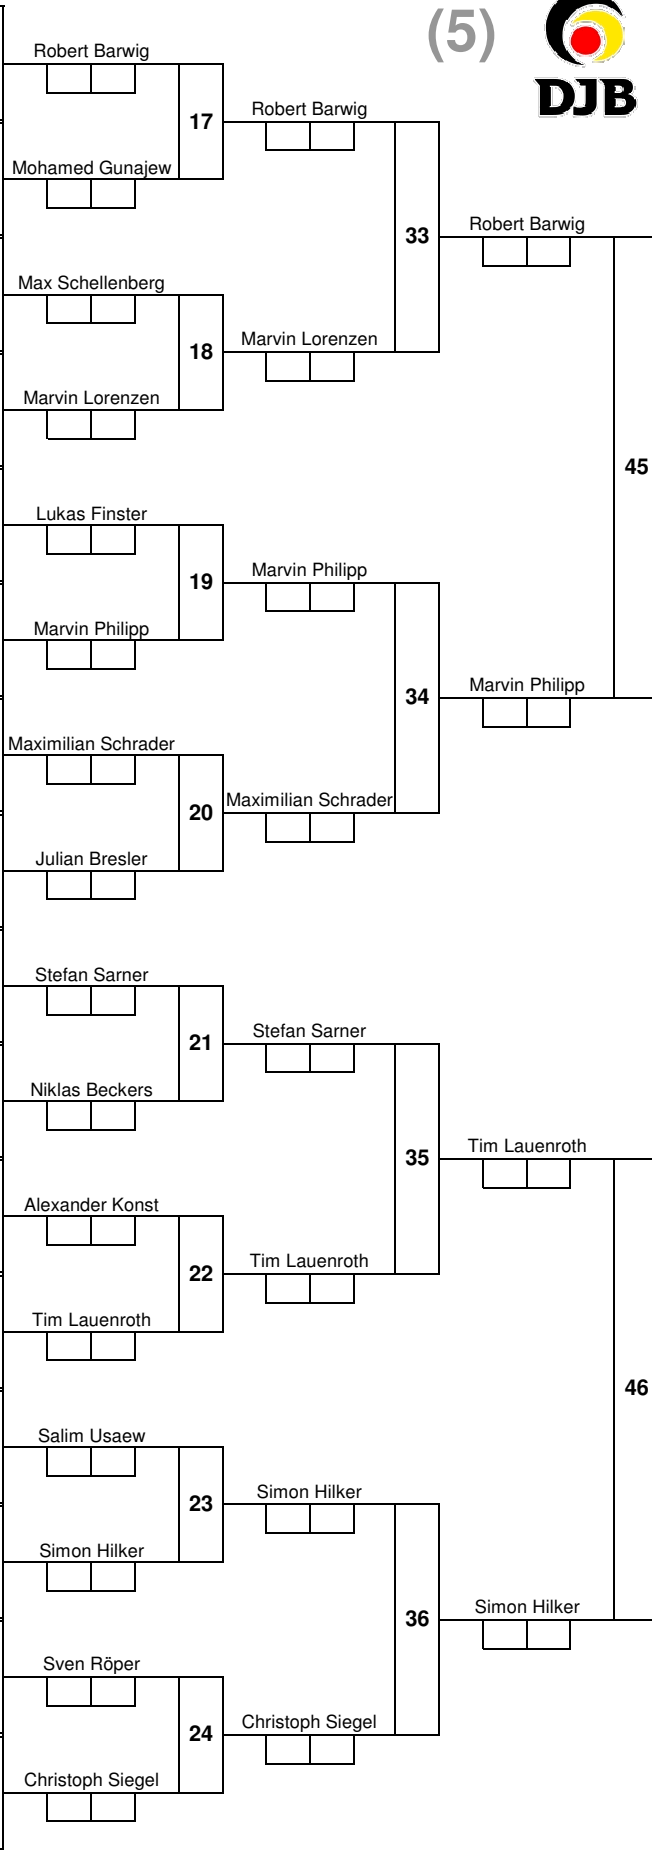 (5)
DJB
Robert Barwig
17
Robert Barwig
Mohamed Gunajew
33
Robert Barwig
Max Schellenberg
18
Marvin Lorenzen
Marvin Lorenzen
45
Lukas Finster
19
Marvin Philipp
Marvin Philipp
34
Marvin Philipp
Maximilian Schrader
20
Maximilian Schrader
Julian Bresler
Stefan Sarner
21
Stefan Sarner
Niklas Beckers
35
Tim Lauenroth
Alexander Konst
22
Tim Lauenroth
Tim Lauenroth
46
Salim Usaew
23
Simon Hilker
Simon Hilker
36
Simon Hilker
Sven Röper
24
Christoph Siegel
Christoph Siegel